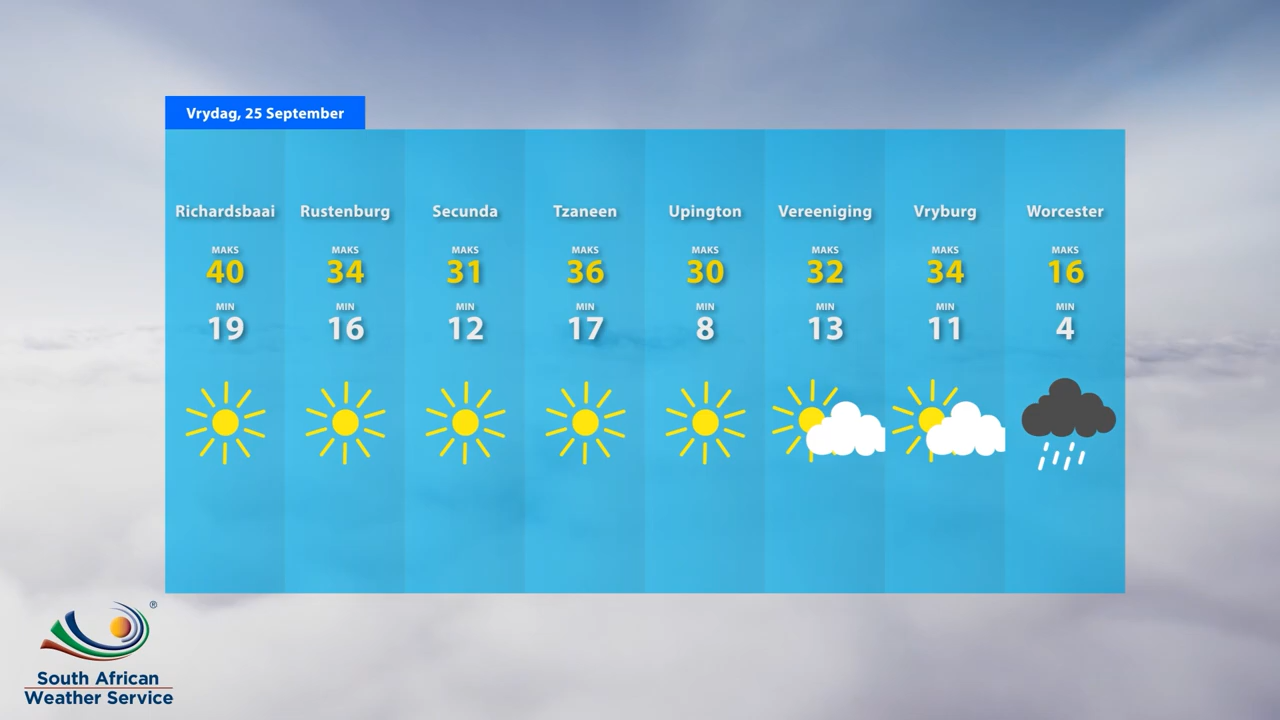 Vrydag, 25 September
Richardsbaai Rustenburg Secunda Tzaneen Upington Vereeniging Vryburg Worcester
MAKS MAKS MAKS MAKS MAKS MAKS MAKS MAKS
40 34 31 36 30 32 34 16
MIN MIN MIN MIN MIN MIN MIN MIN
19 16 12 17 8 13 11 4
®
South African
Weather Service